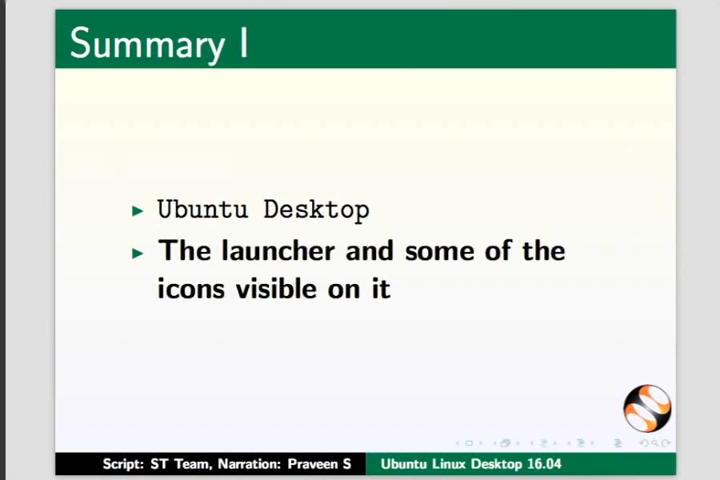 Summary I
Ubuntu Desktop
The launcher and some of the
icons visible on it
Script: ST Team, Narration: Praveen S
Ubuntu Linux Desktop 16.04